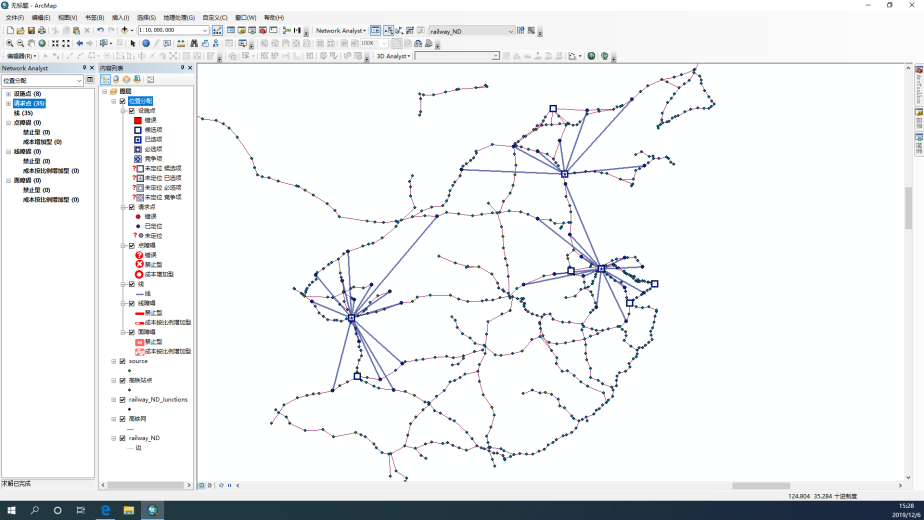 无标题 - ArcMap
文件(F) 编辑(E) 视图(V) 书签(B) 插入(I) 选择(S) 地理处理(G) 自定义(C) 窗口(W) 帮助(H)
1:10,000,000
Network Analyst
railway_ND
100%
编辑器(R)
3D Analyst
Network Analyst
位置分配
设施点 (8)
请求点 (35)
线 (35)
点障碍 (0)
禁止型 (0)
成本增加型 (0)
线障碍 (0)
禁止型 (0)
成本按比例增加型 (0)
面障碍 (0)
禁止型 (0)
成本按比例增加型 (0)
求解已完成
内容列表
图层
位置分配
设施点
错误
候选项
已选项
必选项
竞争项
未定位 候选项
未定位 已选项
未定位 必选项
未定位 竞争项
请求点
错误
已定位
未定位
点障碍
错误
禁止型
成本增加型
线
线
线障碍
禁止型
成本按比例增加型
面障碍
禁止型
成本按比例增加型
source
高铁站点
railway_ND_Junctions
高铁网
railway_ND
边
ArcToolbox
124.804 35.284 十进制度
15:28
2019/12/6